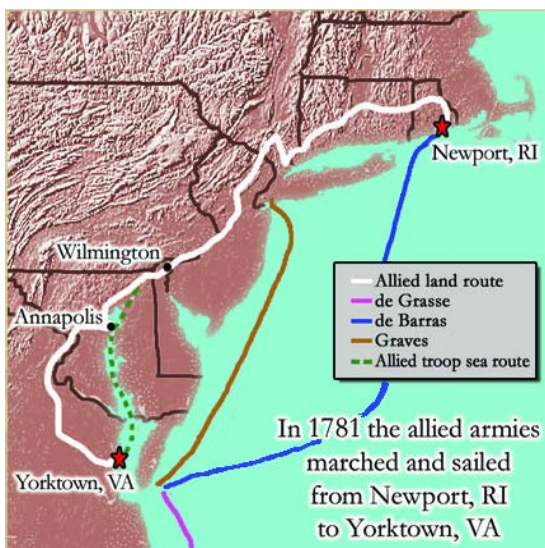 Newport, RI
Wilmington
Annapolis
Allied land route
de Grasse
de Barras
Graves
Allied troop sea route
In 1781 the allied armies
marched and sailed
from Newport, RI
to Yorktown, VA
Yorktown, VA